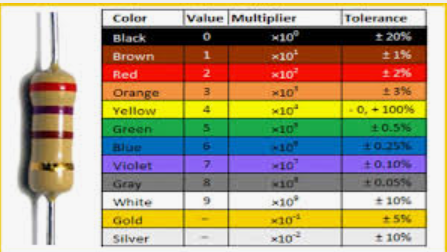 Color Value Multiplier Tolerance
Black 0 ×10⁰ ± 20%
Brown 1 ×10¹ ± 1%
Red 2 ×10² ± 2%
Orange 3 ×10³ ± 3%
Yellow 4 ×10⁴ - 0, + 100%
Green 5 ×10⁵ ± 0.5%
Blue 6 ×10⁶ ± 0.25%
Violet 7 ×10⁷ ± 0.10%
Gray 8 ×10⁸ ± 0.05%
White 9 ×10⁹ ± 10%
Gold – ×10⁻¹ ± 5%
Silver – ×10⁻² ± 10%